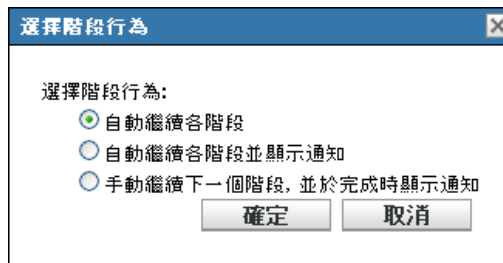 選擇階段行為
選擇階段行為:
自動繼續各階段
自動繼續各階段並顯示通知
手動繼續下一個階段, 並於完成時顯示通知
確定 取消